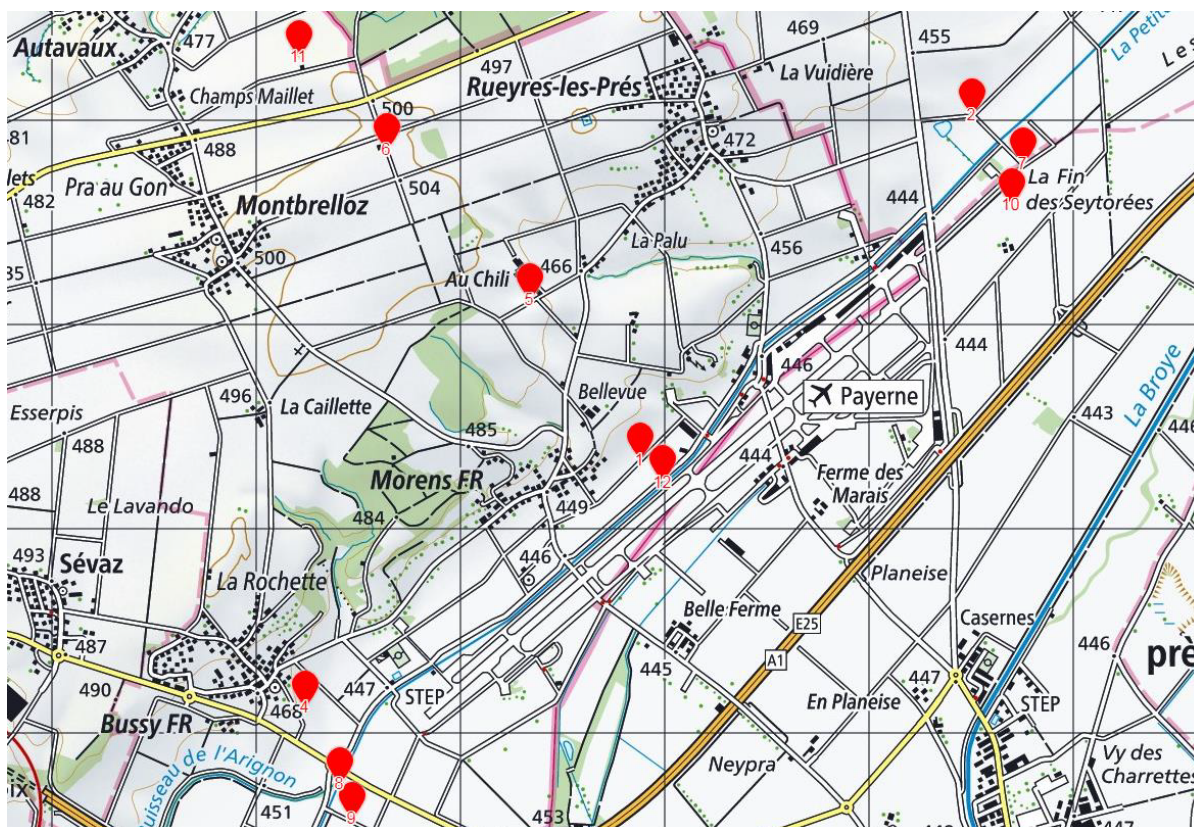 Autavaux
477
11
497
469
455
La Petite
Les
Rueyres-les-Prés
La Vuidière
Champs Maillet
500
2
481
488
6
472
7
lets
Pra au Gon
504
10
La Fin
des Seytorées
482
Montbrelloz
444
La Palu
456
500
466
Au Chili
5
444
446
La Broye
Payerne
Bellevue
Esserpis
496
La Caillette
443
446
488
485
1
444
12
Morens FR
Ferme des
Marais
488
Le Lavando
449
484
493
446
Sévaz
La Rochette
Planeise
Belle Ferme
Casernes
E25
487
446
A1
445
prè
490
4
447
STEP
447
468
En Planeise
STEP
Bussy FR
Ruisseau de l'Arignon
8
Neypra
Vy des
Charrettes
9
451
453
447